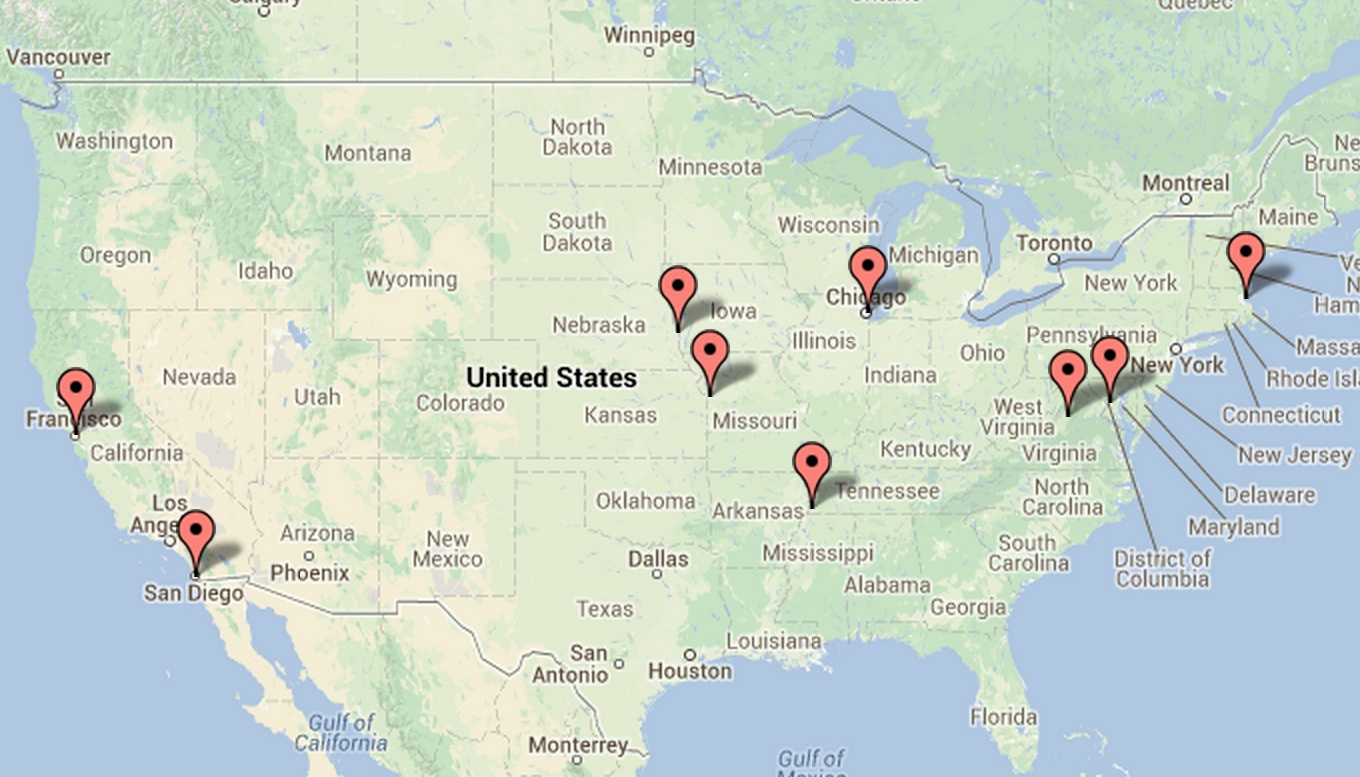 Calgary
Ontario
Quebec
Winnipeg
Vancouver
Washington
Montana
North
Dakota
Minnesota
Montreal
Maine
South
Dakota
Wisconsin
Michigan
Toronto
New York
Oregon
Idaho
Wyoming
Nebraska
Iowa
Chicago
Illinois
Ohio
Pennsylvania
New York
United States
Nevada
Utah
Colorado
Kansas
Missouri
Indiana
West
Virginia
Virginia
Kentucky
Francisco
California
Connecticut
New Jersey
Delaware
Maryland
District of
Columbia
Los
Ange
Arizona
Phoenix
New
Mexico
Oklahoma
Arkansas
Tennessee
North
Carolina
South
Carolina
San Diego
Dallas
Texas
Mississippi
Alabama
Georgia
San
Antonio
Houston
Louisiana
Florida
Gulf of
California
Monterrey
Gulf of
Mexico
Ne
Bruns
Ve
N
Ham
Massa
Rhode Isl